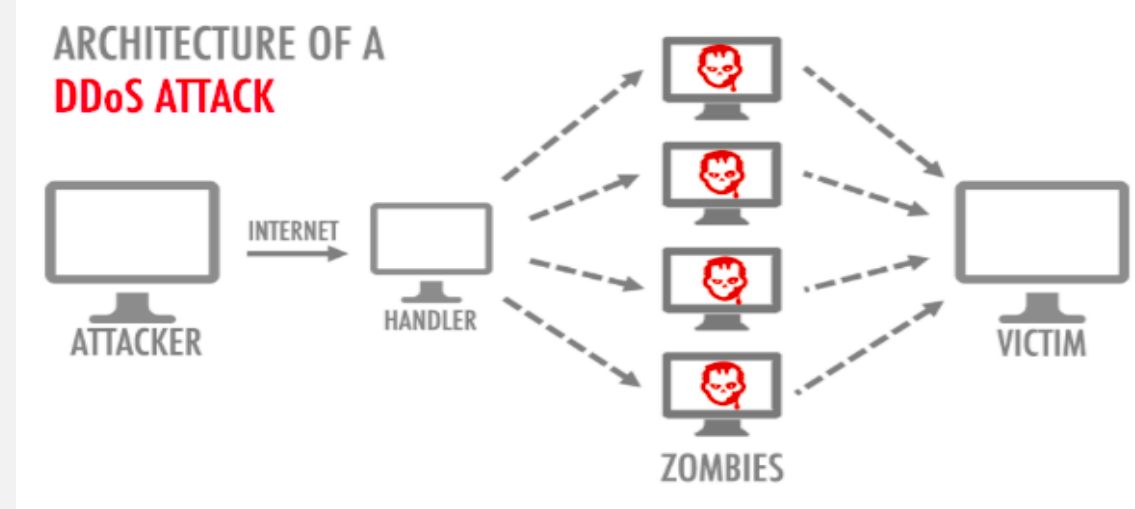 ARCHITECTURE OF A
DDoS ATTACK
INTERNET
ATTACKER
HANDLER
ZOMBIES
VICTIM